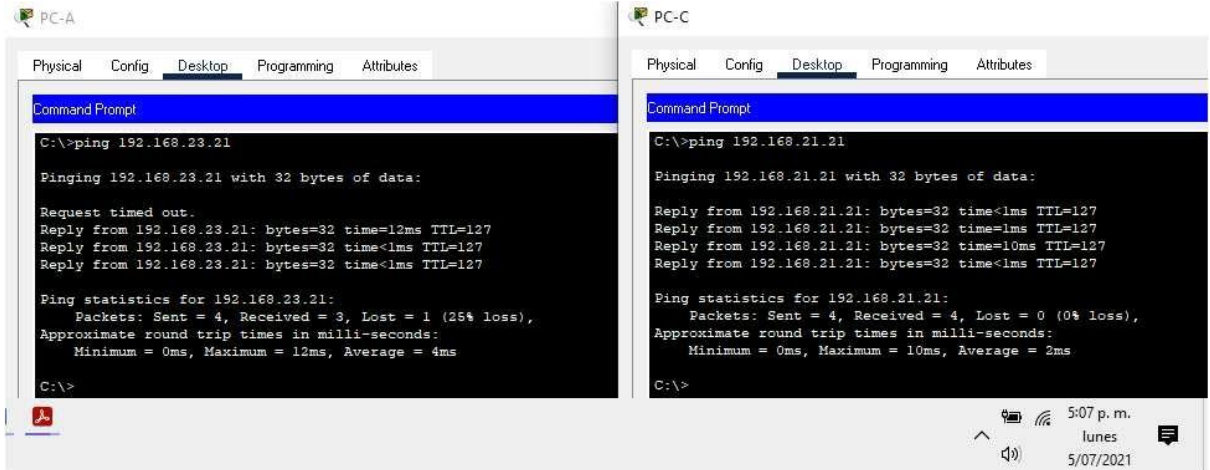 PC-A
Physical Config Desktop Programming Attributes
Command Prompt
C:\>ping 192.168.23.21
Pinging 192.168.23.21 with 32 bytes of data:
Request timed out.
Reply from 192.168.23.21: bytes=32 time=12ms TTL=127
Reply from 192.168.23.21: bytes=32 time<1ms TTL=127
Reply from 192.168.23.21: bytes=32 time<1ms TTL=127
Ping statistics for 192.168.23.21:
Packets: Sent = 4, Received = 3, Lost = 1 (25% loss),
Approximate round trip times in milli-seconds:
Minimum = 0ms, Maximum = 12ms, Average = 4ms
C:\>
PC-C
Physical Config Desktop Programming Attributes
Command Prompt
C:\>ping 192.168.21.21
Pinging 192.168.21.21 with 32 bytes of data:
Reply from 192.168.21.21: bytes=32 time<1ms TTL=127
Reply from 192.168.21.21: bytes=32 time=1ms TTL=127
Reply from 192.168.21.21: bytes=32 time=10ms TTL=127
Reply from 192.168.21.21: bytes=32 time<1ms TTL=127
Ping statistics for 192.168.21.21:
Packets: Sent = 4, Received = 4, Lost = 0 (0% loss),
Approximate round trip times in milli-seconds:
Minimum = 0ms, Maximum = 10ms, Average = 2ms
C:\>
5:07 p. m.
lunes
5/07/2021